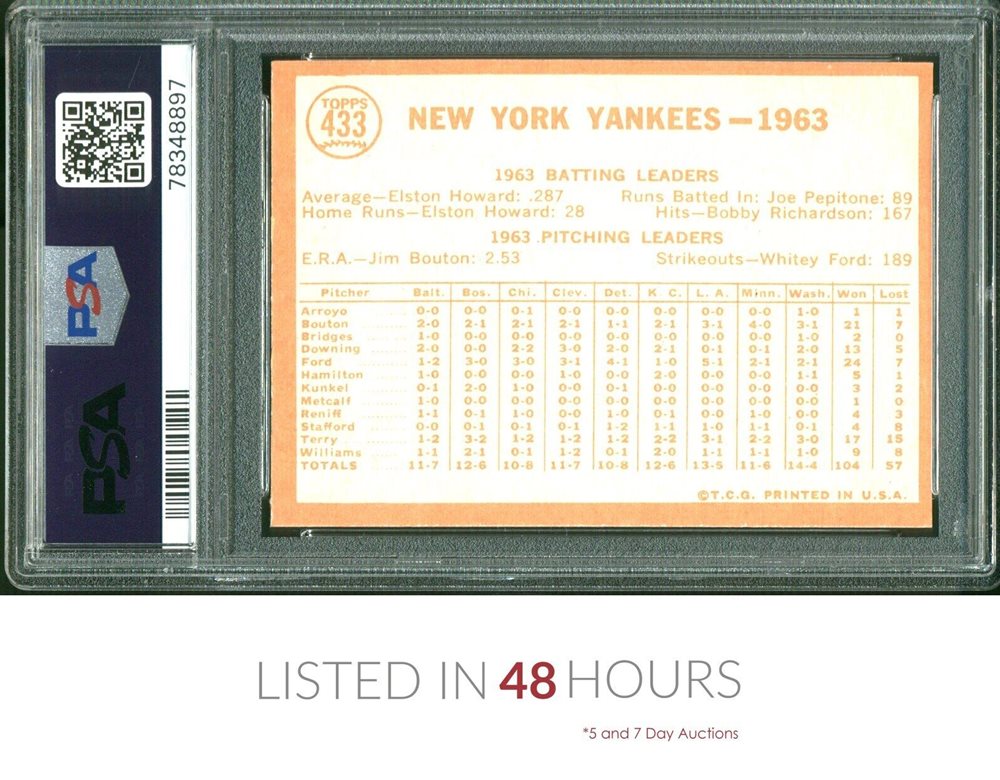 78348897
PSA
PSA
TOPPS
433
NEW YORK YANKEES — 1963
1963 BATTING LEADERS
Average—Elston Howard: .287 Runs Batted In: Joe Pepitone: 89
Home Runs—Elston Howard: 28 Hits—Bobby Richardson: 167
1963 PITCHING LEADERS
E.R.A.—Jim Bouton: 2.53 Strikeouts—Whitey Ford: 189
Pitcher Balt. Bos. Chi. Clev. Det. K. C. L. A. Minn. Wash. Won Lost
Arroyo 0-0 0-0 0-1 0-0 0-0 0-0 0-0 0-0 1-0 1 1
Bouton 2-0 2-1 2-1 2-1 1-1 2-1 3-1 4-0 3-1 21 7
Bridges 1-0 0-0 0-0 0-0 0-0 0-0 0-0 0-0 1-0 2 0
Downing 2-0 0-0 2-2 3-0 2-0 2-1 0-1 0-1 2-0 13 5
Ford 1-2 3-0 3-0 3-1 4-1 1-0 5-1 2-1 2-1 24 7
Hamilton 1-0 0-0 0-0 1-0 0-0 2-0 0-0 0-0 1-1 5 1
Kunkel 0-1 2-0 1-0 0-0 0-1 0-0 0-0 0-0 0-0 3 2
Metcalf 1-0 0-0 0-0 0-0 0-0 0-0 0-0 0-0 0-0 1 0
Reniff 1-1 0-1 1-0 0-0 1-0 0-1 0-0 1-0 0-0 4 3
Stafford 0-0 0-1 0-1 0-1 1-2 1-1 1-0 1-1 0-1 4 8
Terry 1-2 3-2 1-2 1-2 1-2 2-2 3-1 2-2 3-0 17 15
Williams 1-1 2-1 0-1 1-2 0-1 2-0 1-1 1-1 1-0 9 8
TOTALS 11-7 12-6 10-8 11-7 10-8 12-6 13-5 11-6 14-4 104 57
©T.C.G. PRINTED IN U.S.A.
LISTED IN 48 HOURS
*5 and 7 Day Auctions